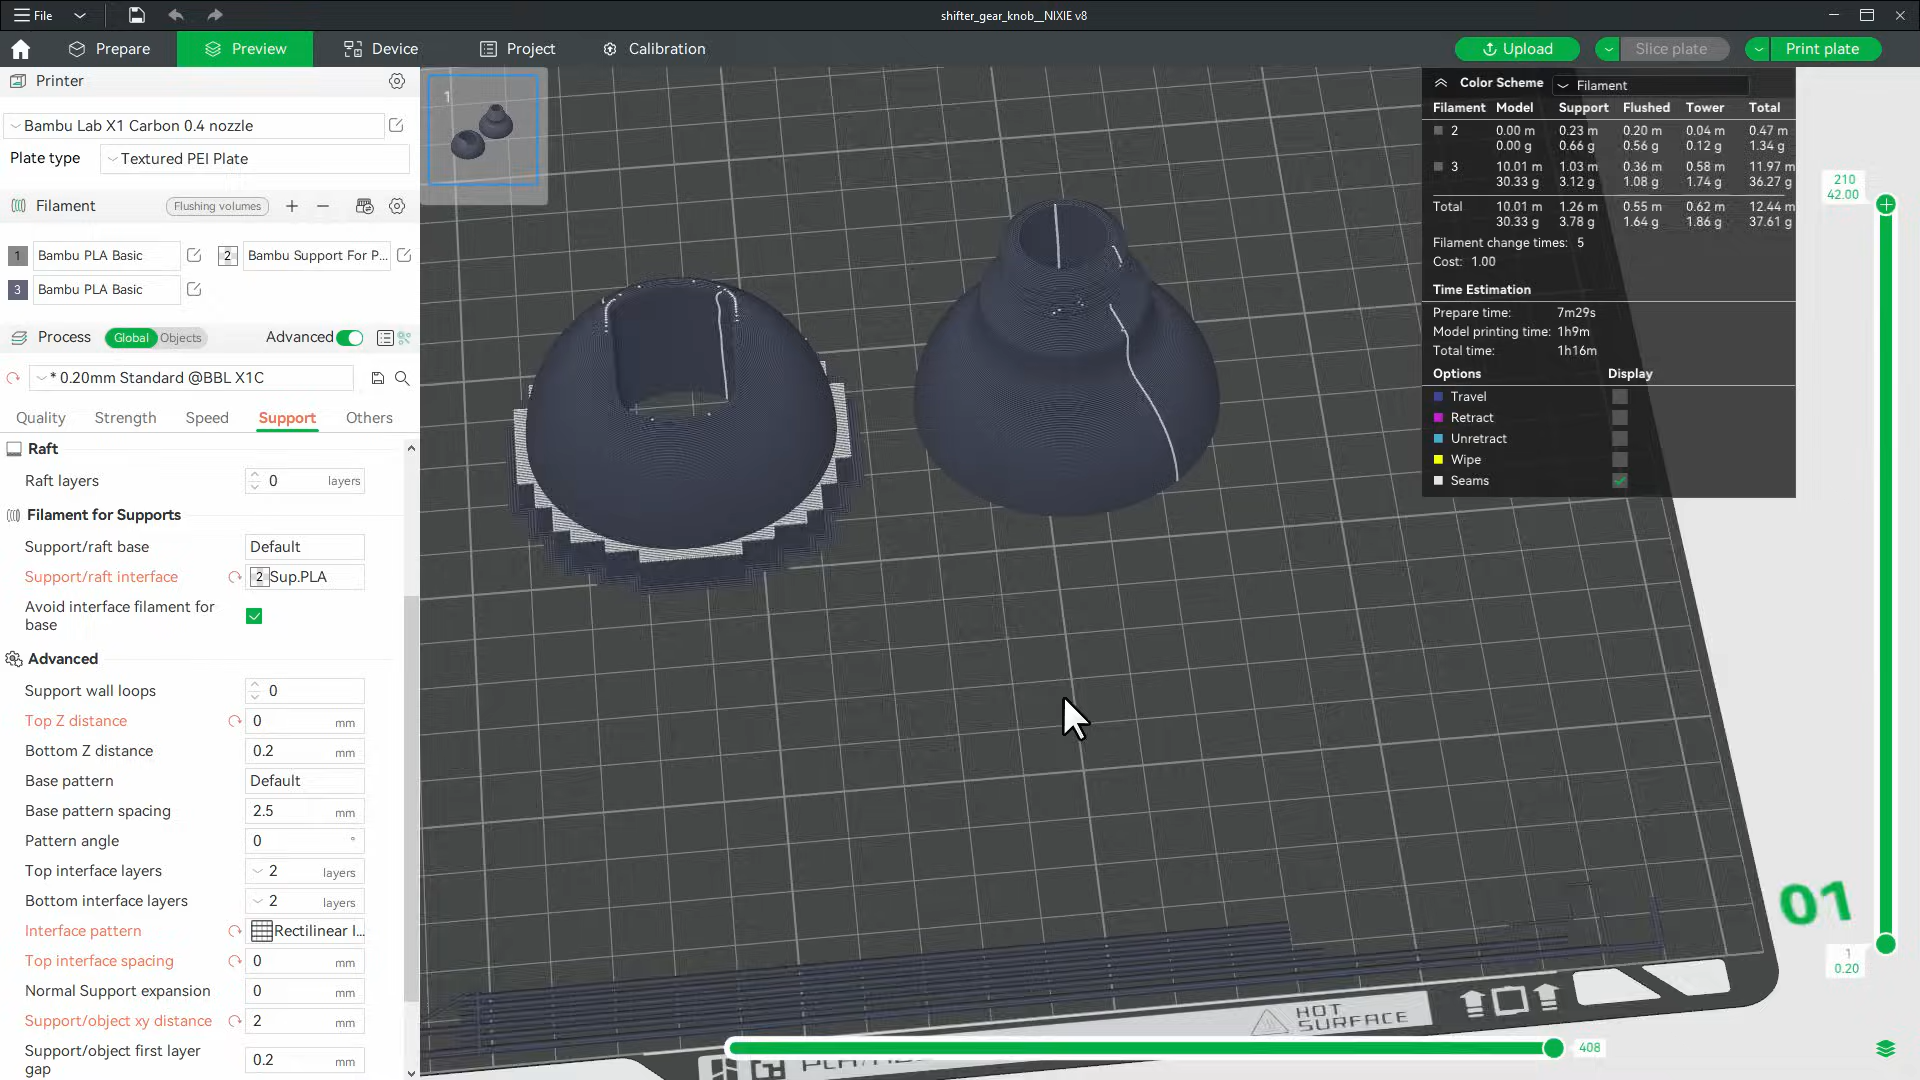 File
shifter_gear_knob__NIXIE v8
Prepare
Preview
Device
Project
Calibration
Upload
Slice plate
Print plate
Printer
Bambu Lab X1 Carbon 0.4 nozzle
Plate type
Textured PEI Plate
Filament
Flushing volumes
1 Bambu PLA Basic
2 Bambu Support For P...
3 Bambu PLA Basic
Process
Global
Objects
Advanced
* 0.20mm Standard @BBL X1C
Quality
Strength
Speed
Support
Others
Raft
Raft layers 0 layers
Filament for Supports
Support/raft base Default
Support/raft interface 2 Sup.PLA
Avoid interface filament for
base
Advanced
Support wall loops 0
Top Z distance 0 mm
Bottom Z distance 0.2 mm
Base pattern Default
Base pattern spacing 2.5 mm
Pattern angle 0 °
Top interface layers 2 layers
Bottom interface layers 2 layers
Interface pattern Rectilinear I...
Top interface spacing 0 mm
Normal Support expansion 0 mm
Support/object xy distance 2 mm
Support/object first layer
gap 0.2 mm
1
Color Scheme Filament
Filament Model Support Flushed Tower Total
2 0.00 m 0.23 m 0.20 m 0.04 m 0.47 m
0.00 g 0.66 g 0.56 g 0.12 g 1.34 g
3 10.01 m 1.03 m 0.36 m 0.58 m 11.97 m
30.33 g 3.12 g 1.08 g 1.74 g 36.27 g
Total 10.01 m 1.26 m 0.55 m 0.62 m 12.44 m
30.33 g 3.78 g 1.64 g 1.86 g 37.61 g
Filament change times: 5
Cost: 1.00
Time Estimation
Prepare time: 7m29s
Model printing time: 1h9m
Total time: 1h16m
Options Display
Travel
Retract
Unretract
Wipe
Seams
210
42.00
01
1
0.20
HOT
SURFACE
408